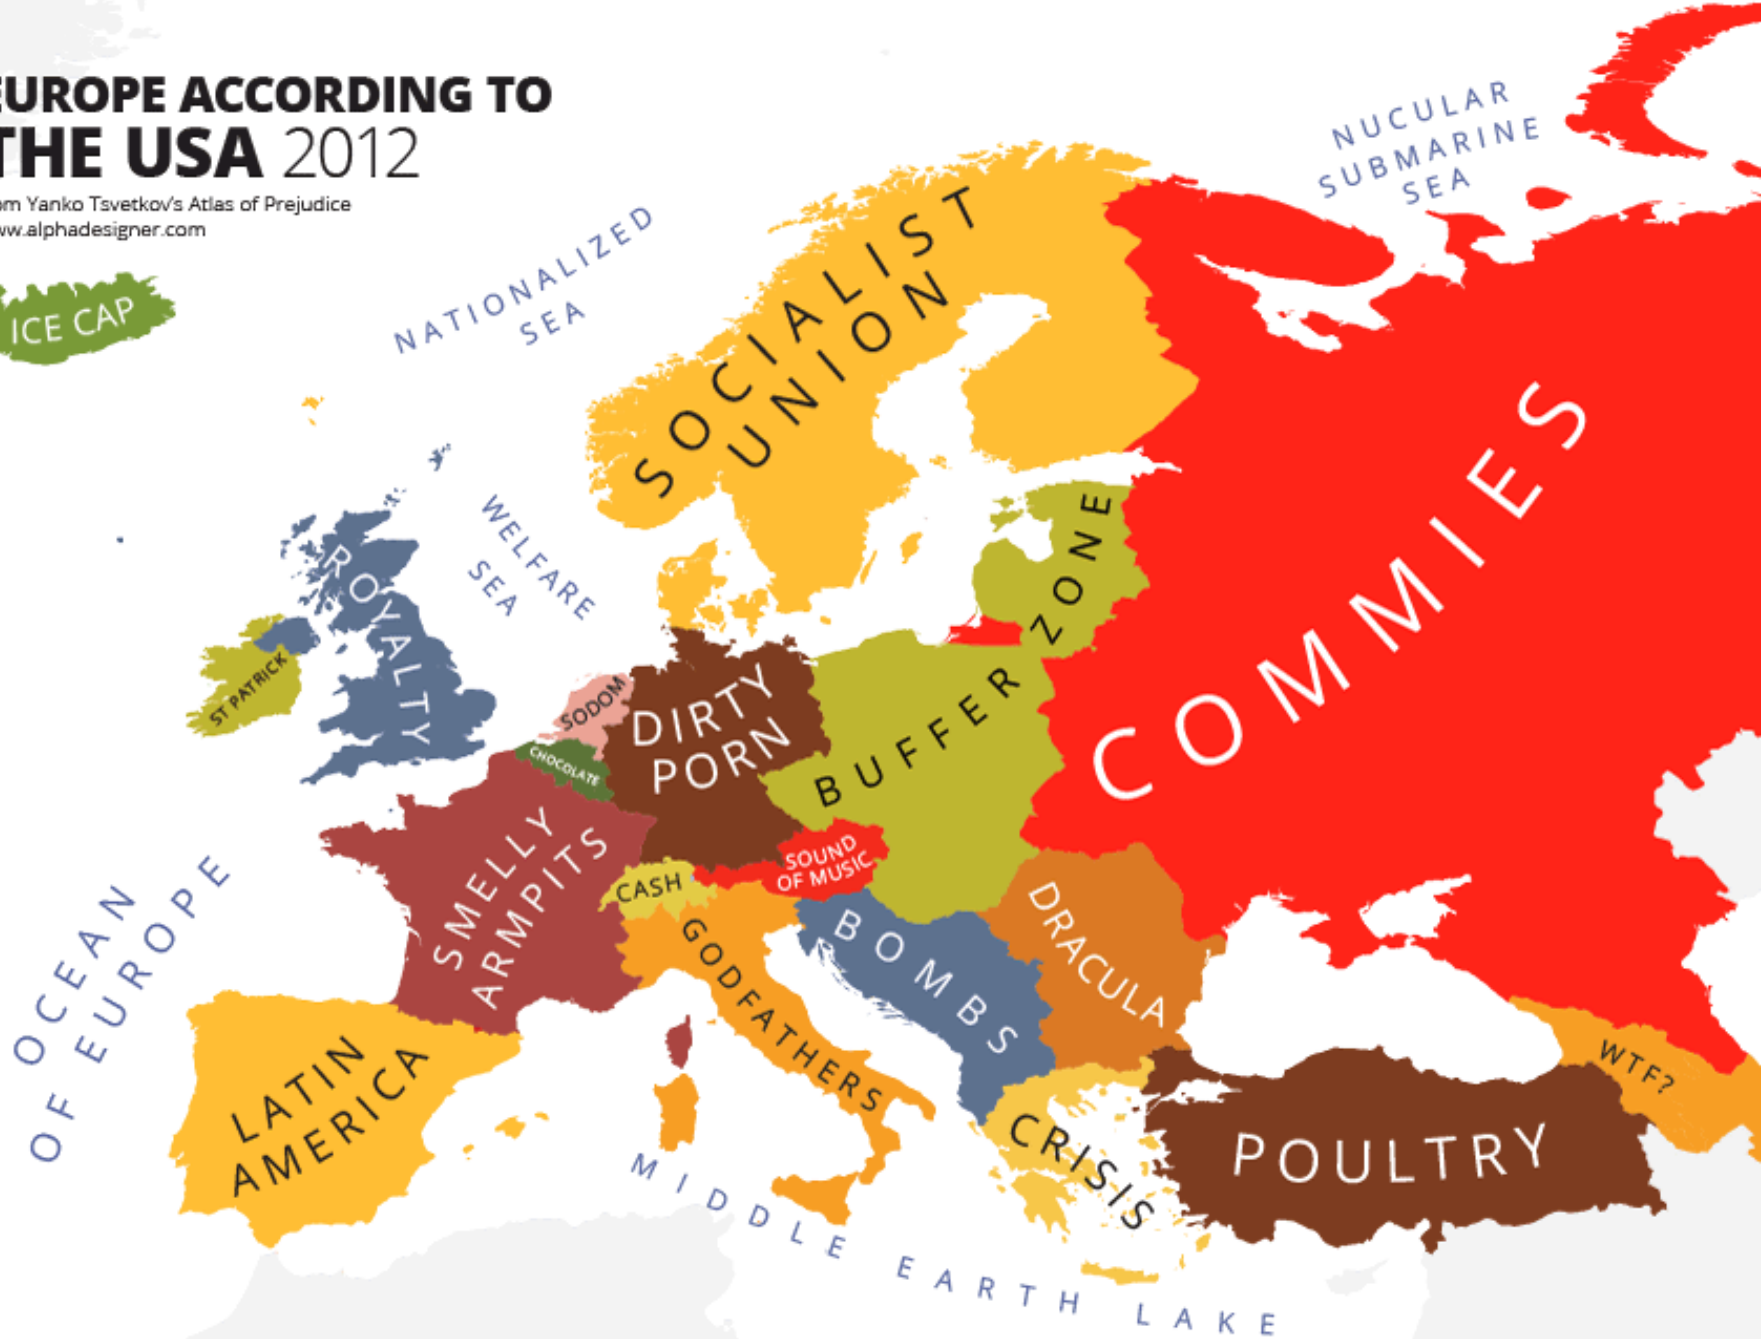 EUROPE ACCORDING TO
THE USA 2012
om Yanko Tsvetkov's Atlas of Prejudice
ww.alphadesigner.com
NUCULAR
SUBMARINE
SEA
NATIONALIZED
SEA
ICE CAP
SOCIALIST
UNION
WELFARE
SEA
COMMIES
ROYALTY
ST PATRICK
SODOM
CHOCOLATE
DIRTY
PORN
BUFFER ZONE
SMELLY
ARMPITS
CASH
SOUND
OF MUSIC
OCEAN
OF EUROPE
GODFATHERS
BOMBS
DRACULA
LATIN
AMERICA
CRISIS
POULTRY
WTF?
MIDDLE EARTH LAKE